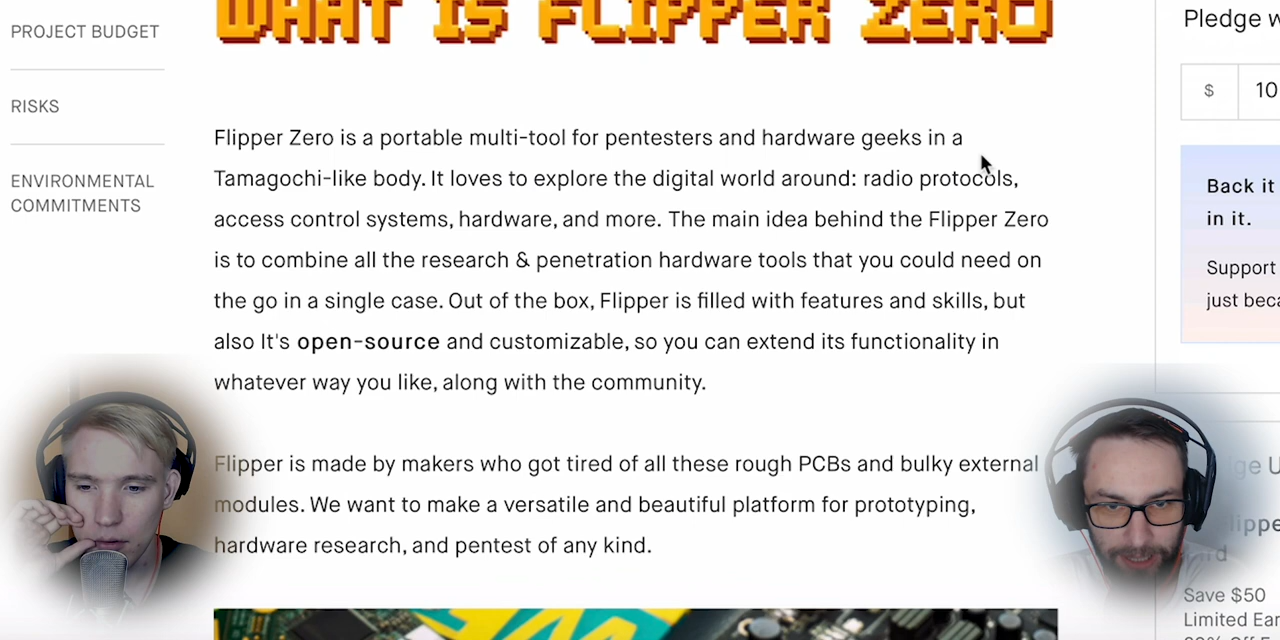 PROJECT BUDGET
RISKS
ENVIRONMENTAL
COMMITMENTS
WHAT IS FLIPPER ZERO
Flipper Zero is a portable multi-tool for pentesters and hardware geeks in a
Tamagochi-like body. It loves to explore the digital world around: radio protocols,
access control systems, hardware, and more. The main idea behind the Flipper Zero
is to combine all the research & penetration hardware tools that you could need on
the go in a single case. Out of the box, Flipper is filled with features and skills, but
also It's open-source and customizable, so you can extend its functionality in
whatever way you like, along with the community.
Flipper is made by makers who got tired of all these rough PCBs and bulky external
modules. We want to make a versatile and beautiful platform for prototyping,
hardware research, and pentest of any kind.
Pledge w
$ 10
Back it
in it.
Support
just beca
Save $50
Limited Ear